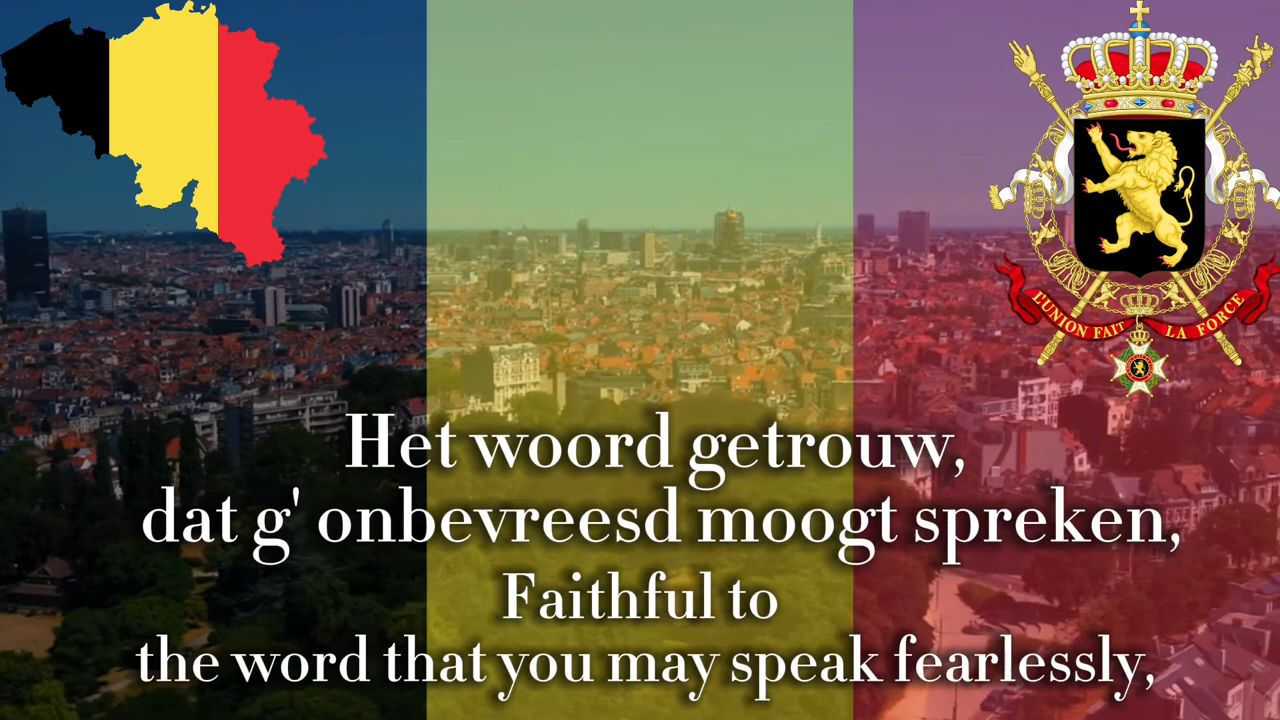 L'UNION FAIT LA FORCE
Het woord getrouw,
dat g' onbevreesd moogt spreken,
Faithful to
the word that you may speak fearlessly,